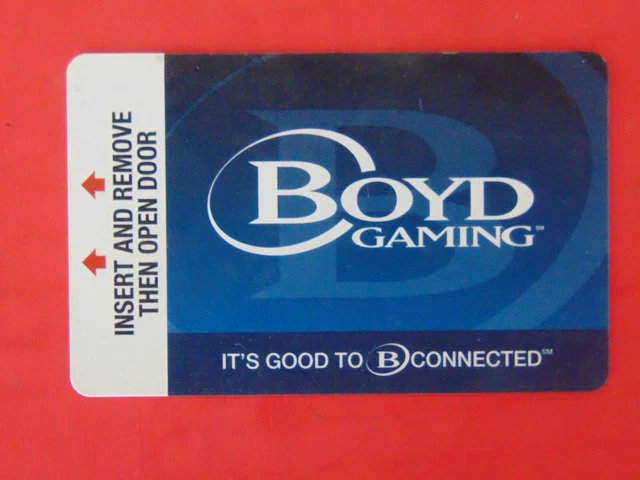 INSERT AND REMOVE
THEN OPEN DOOR
BOYD
GAMING℠
IT'S GOOD TO B CONNECTED℠